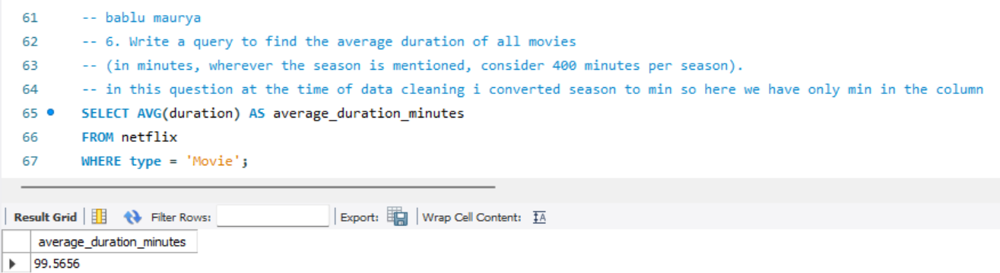 61 -- bablu maurya
62 -- 6. Write a query to find the average duration of all movies
63 -- (in minutes, wherever the season is mentioned, consider 400 minutes per season).
64 -- in this question at the time of data cleaning i converted season to min so here we have only min in the column
65 SELECT AVG(duration) AS average_duration_minutes
66 FROM netflix
67 WHERE type = 'Movie';
Result Grid Filter Rows: Export: Wrap Cell Content: IA
average_duration_minutes
99.5656